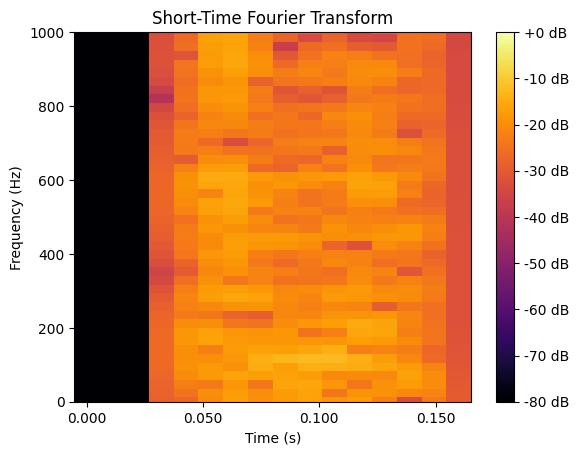 Short-Time Fourier Transform
1000
800
600
400
200
0
Frequency (Hz)
0.000
0.050
0.100
0.150
Time (s)
+0 dB
-10 dB
-20 dB
-30 dB
-40 dB
-50 dB
-60 dB
-70 dB
-80 dB